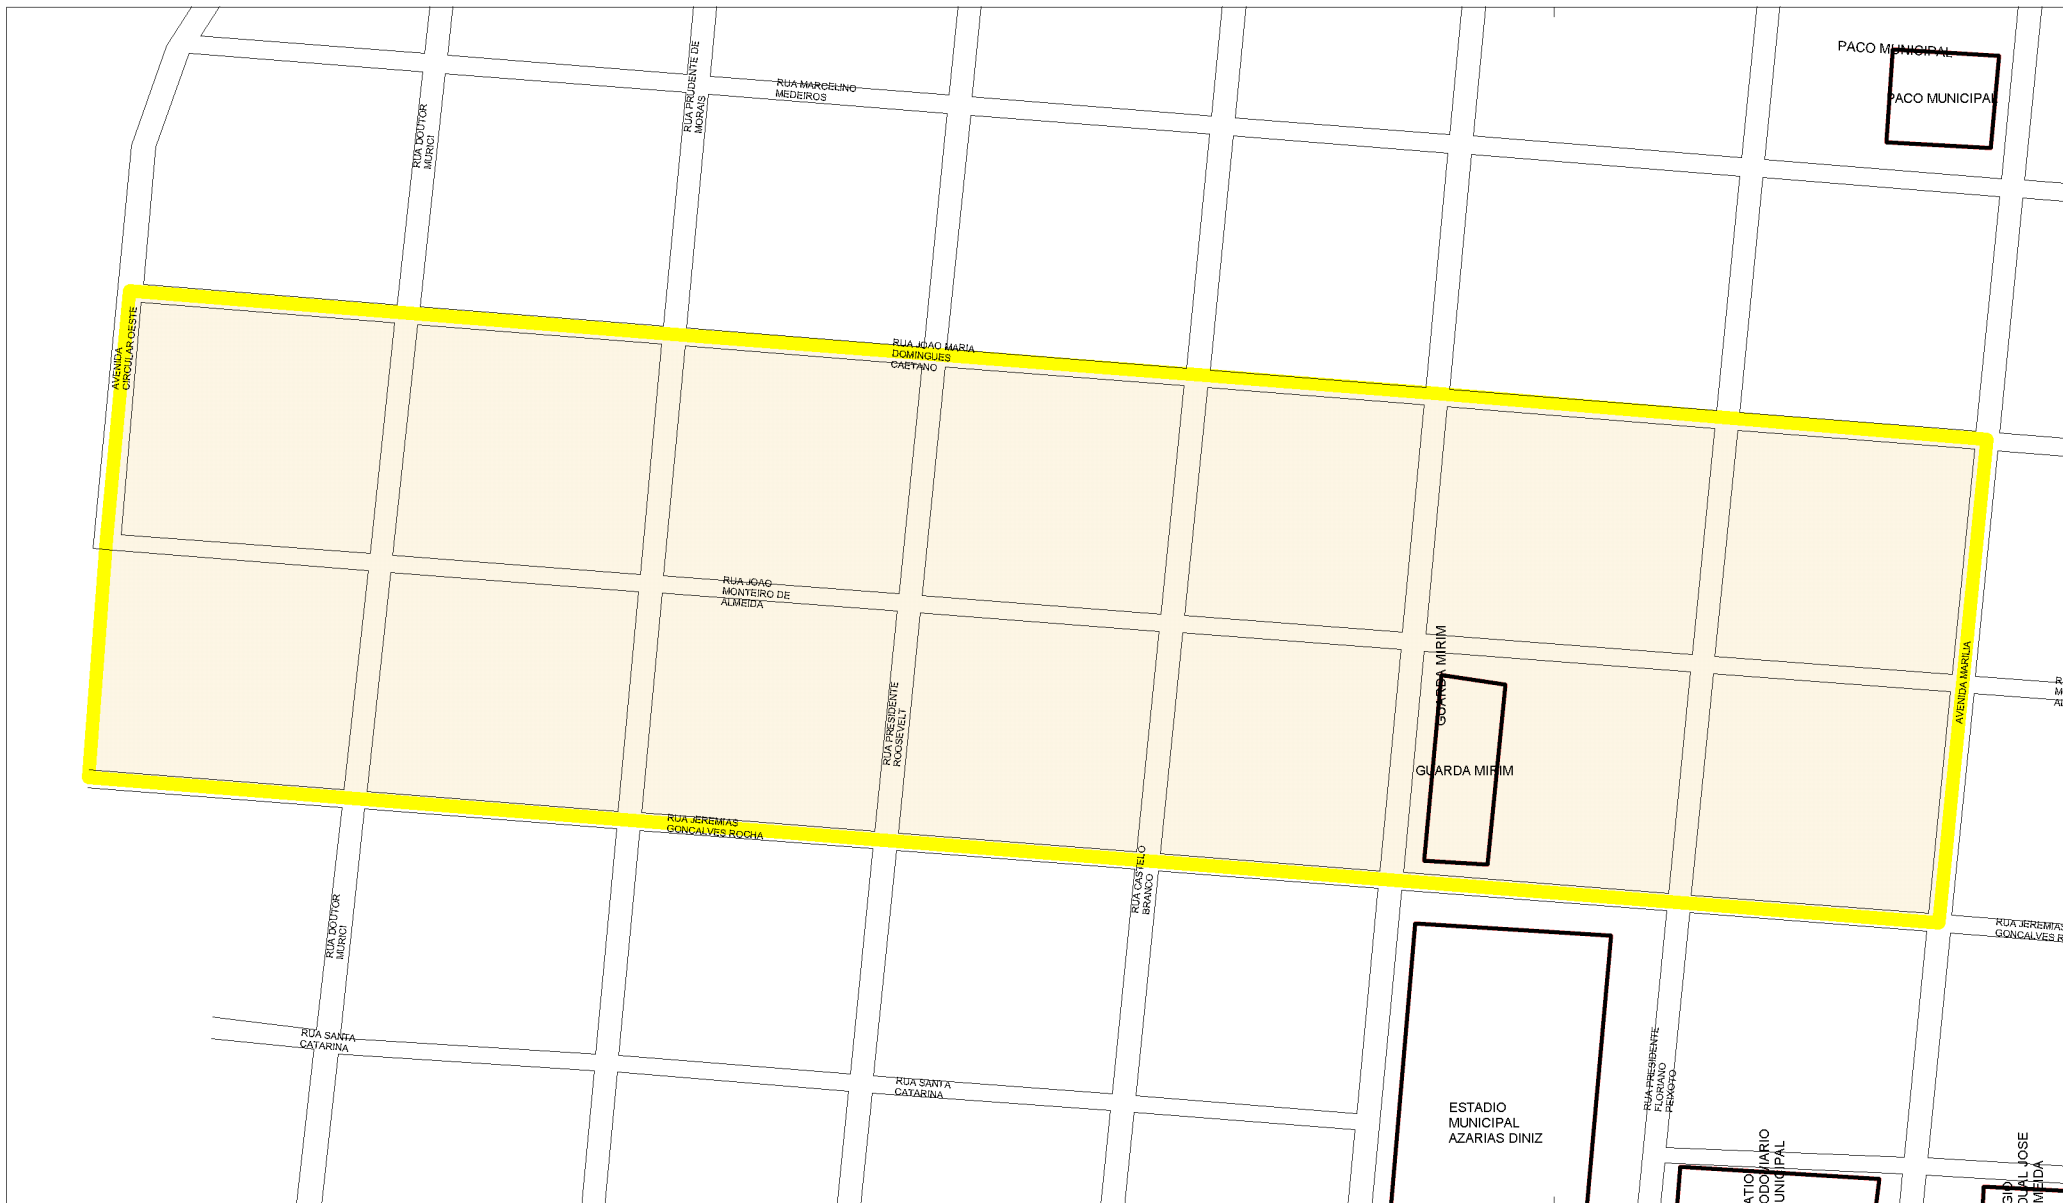 PACO MUNICIPAL
PACO MUNICIPAL
RUA MARCELINO
MEDEIROS
RUA PRUDENTE DE
MORAIS
RUA DOUTOR
MURICI
AVENIDA
CIRCULAR OESTE
RUA JOAO MARIA
DOMINGUES
CAETANO
RUA JOAO
MONTEIRO DE
ALMEIDA
GUARDA MIRIM
GUARDA MIRIM
AVENIDA MARILIA
RUA PRESIDENTE
ROOSEVELT
RUA JEREMIAS
GONCALVES ROCHA
RUA CASTELO
BRANCO
RUA DOUTOR
MURICI
RUA JEREMIAS
GONCALVES R
RUA SANTA
CATARINA
RUA SANTA
CATARINA
RUA PRESIDENTE
FLORIANO
PEIXOTO
ESTADIO
MUNICIPAL
AZARIAS DINIZ